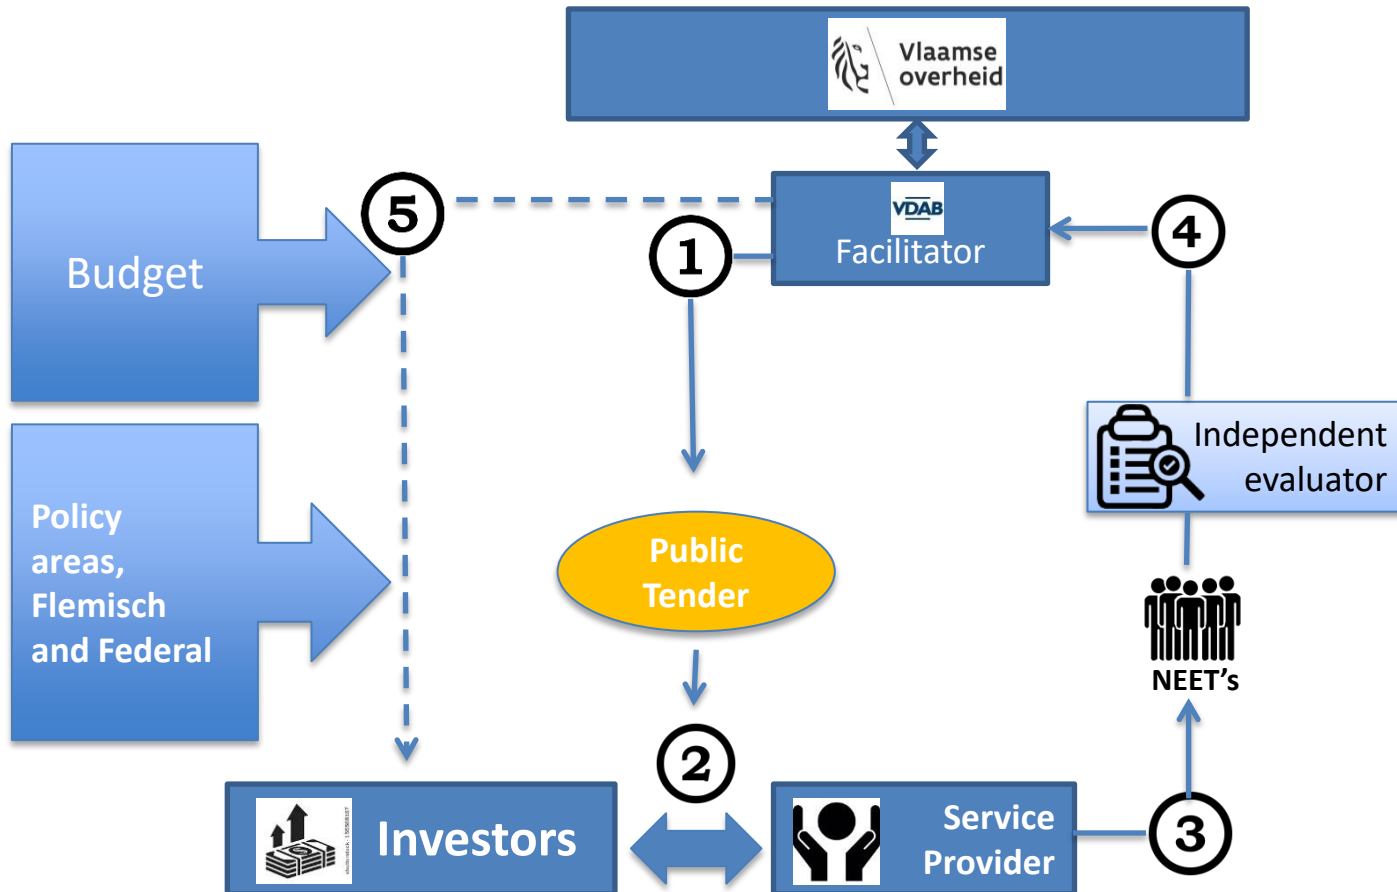 Vlaamse
overheid
VDAB
Facilitator
5
1
4
Budget
Independent
evaluator
Policy
areas,
Flemisch
and Federal
Public
Tender
NEET's
2
Investors
Service
Provider
3